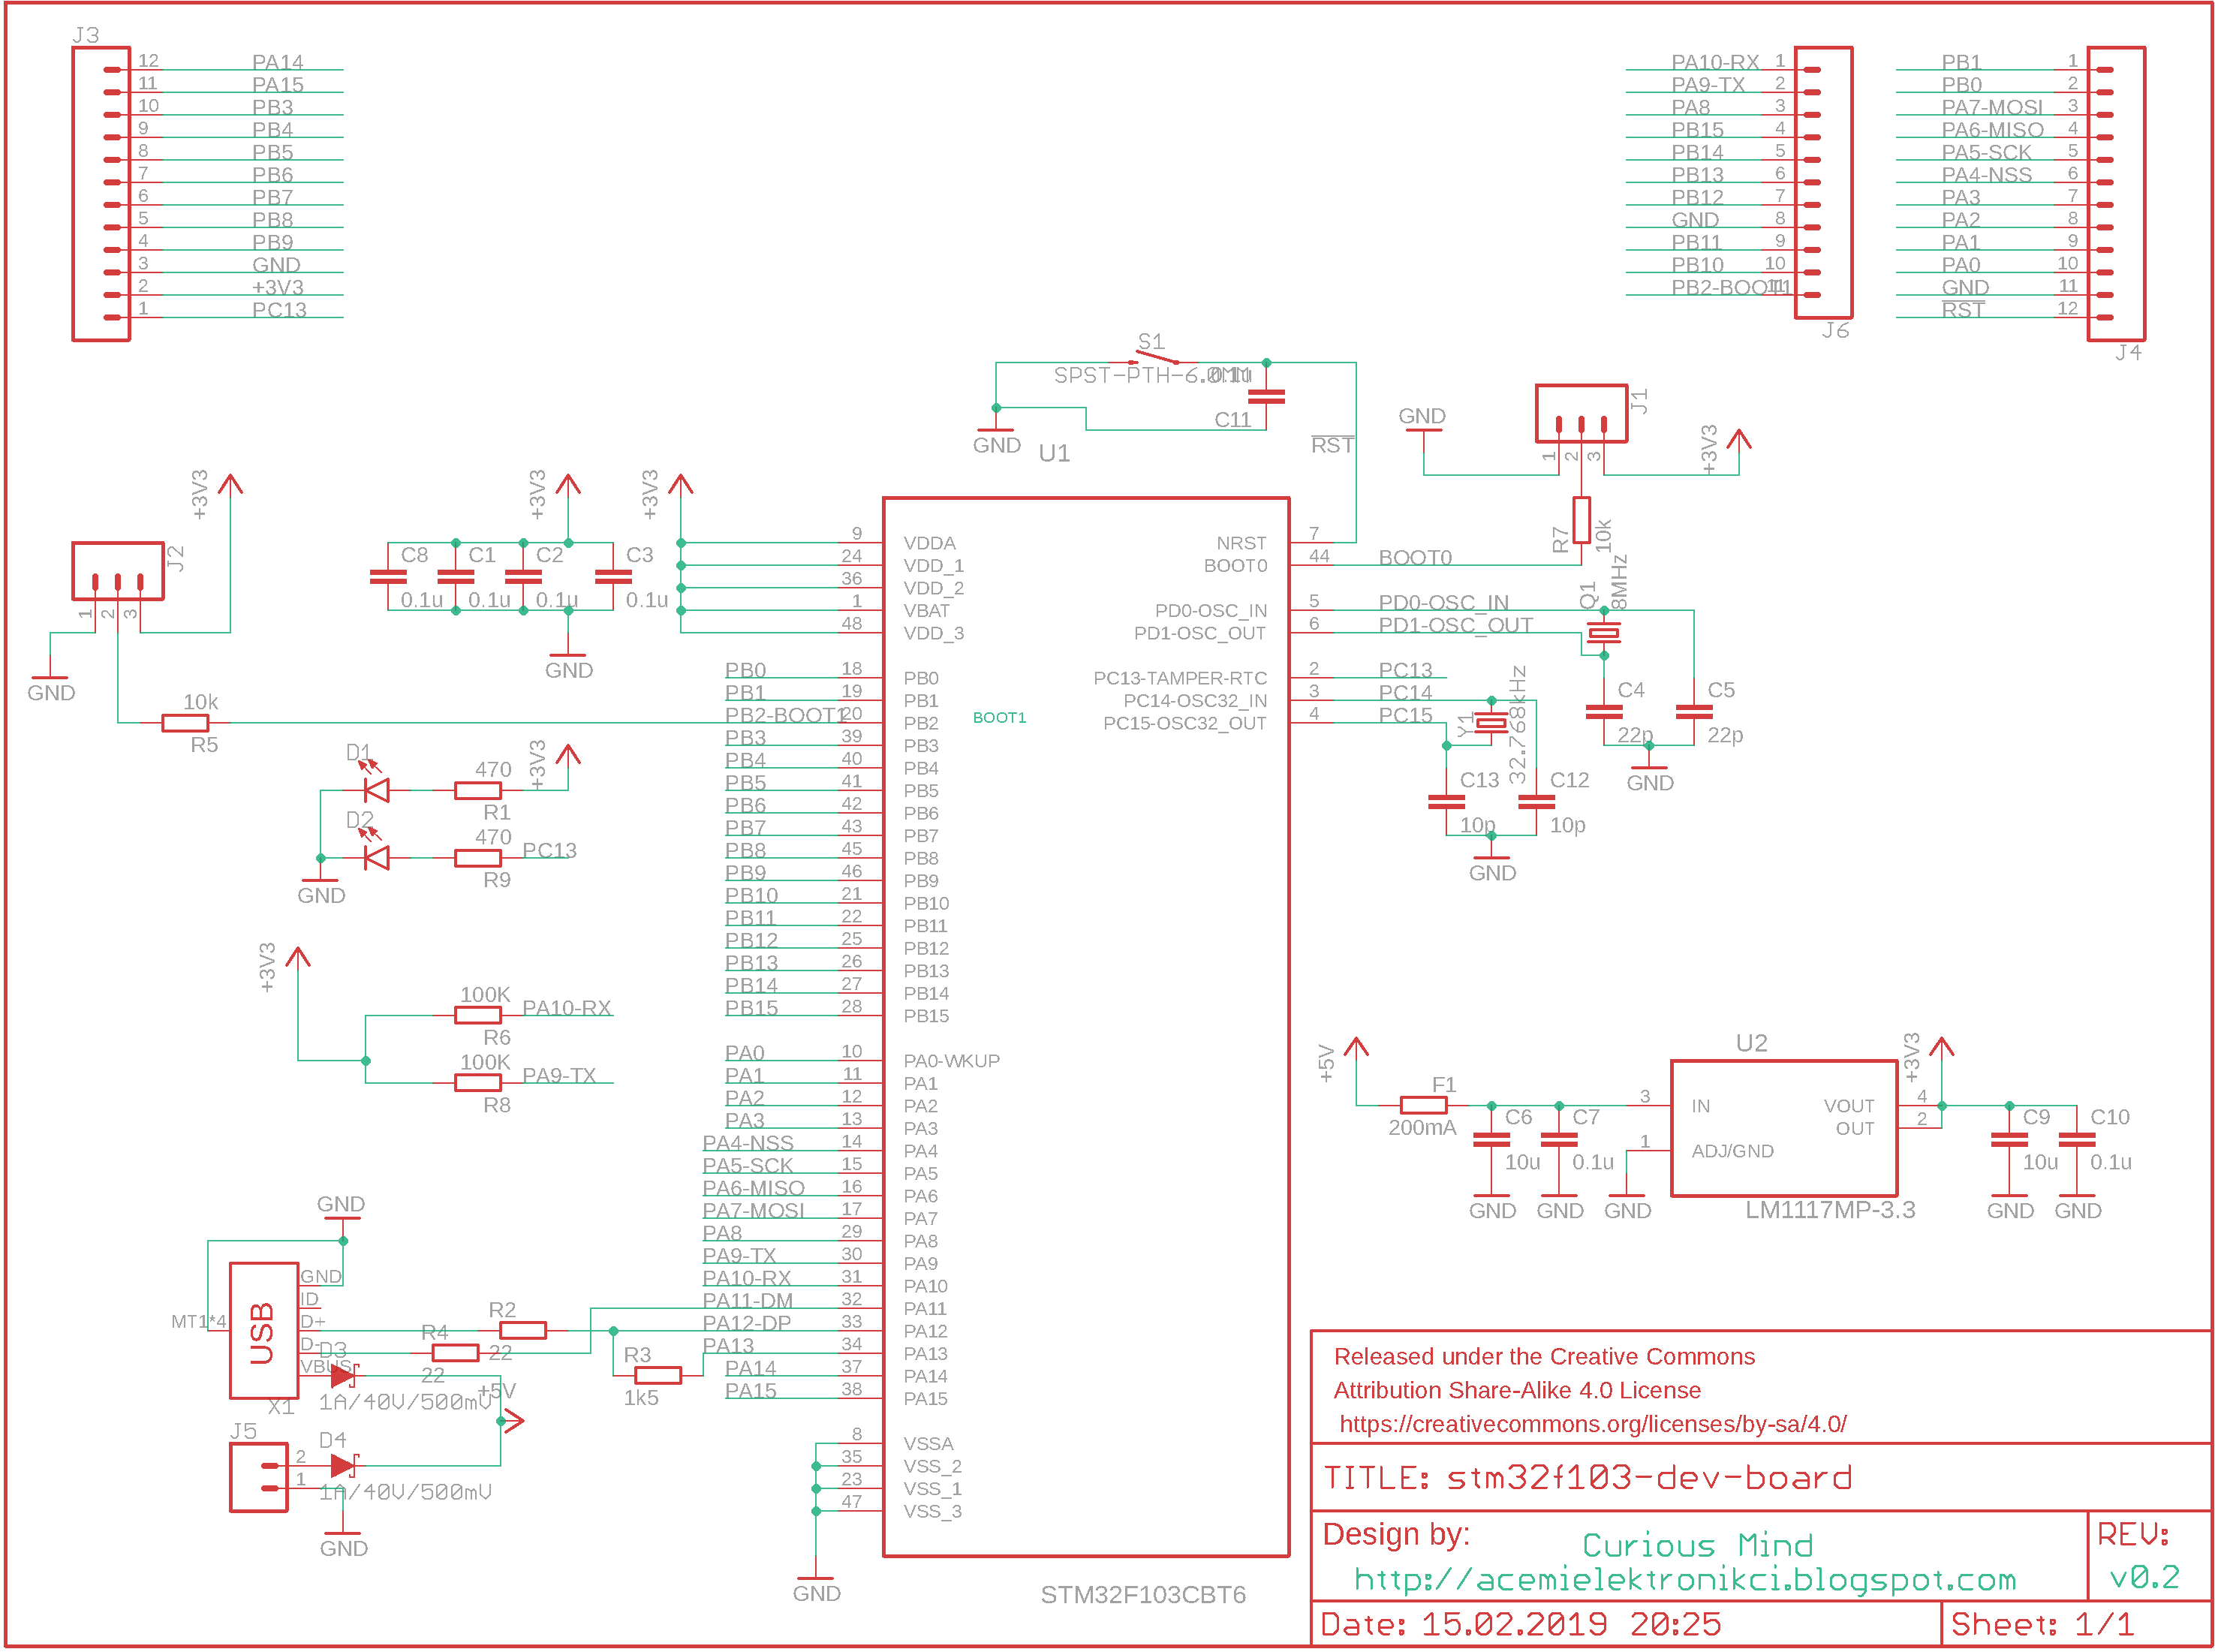 J3
12 PA14
11 PA15
10 PB3
9 PB4
8 PB5
7 PB6
6 PB7
5 PB8
4 PB9
3 GND
2 +3V3
1 PC13
PA10-RX 1
PA9-TX 2
PA8 3
PB15 4
PB14 5
PB13 6
PB12 7
GND 8
PB11 9
PB10 10
PB2-BOOT1 11
J6
PB1 1
PB0 2
PA7-MOSI 3
PA6-MISO 4
PA5-SCK 5
PA4-NSS 6
PA3 7
PA2 8
PA1 9
PA0 10
GND 11
RST 12
J4
S1
SPST-PTH-6.0MM
0.1u
C11
GND
RST
U1
GND
J1
1 2 3
+3V3
R7
10k
J2
1 2 3
+3V3
GND
10k
R5
+3V3
C8 C1 C2 C3
0.1u 0.1u 0.1u 0.1u
GND
+3V3
9 VDDA
24 VDD_1
36 VDD_2
1 VBAT
48 VDD_3
PB0 18 PB0
PB1 19 PB1
PB2-BOOT1 20 PB2
BOOT1
PB3 39 PB3
PB4 40 PB4
PB5 41 PB5
PB6 42 PB6
PB7 43 PB7
PB8 45 PB8
PB9 46 PB9
PB10 21 PB10
PB11 22 PB11
PB12 25 PB12
PB13 26 PB13
PB14 27 PB14
PB15 28 PB15
PA0 10 PA0-WKUP
PA1 11 PA1
PA2 12 PA2
PA3 13 PA3
PA4-NSS 14 PA4
PA5-SCK 15 PA5
PA6-MISO 16 PA6
PA7-MOSI 17 PA7
PA8 29 PA8
PA9-TX 30 PA9
PA10-RX 31 PA10
PA11-DM 32 PA11
PA12-DP 33 PA12
PA13 34 PA13
PA14 37 PA14
PA15 38 PA15
8 VSSA
35 VSS_2
23 VSS_1
47 VSS_3
GND
STM32F103CBT6
NRST 7
BOOT0 44 BOOT0
PD0-OSC_IN 5 PD0-OSC_IN
PD1-OSC_OUT 6 PD1-OSC_OUT
PC13-TAMPER-RTC 2 PC13
PC14-OSC32_IN 3 PC14
PC15-OSC32_OUT 4 PC15
Q1
8MHz
C4 C5
22p 22p
GND
Y1
32.768kHz
C13 C12
10p 10p
GND
D1
470
R1
+3V3
D2
470
R9
PC13
GND
+3V3
100K
R6
PA10-RX
100K
R8
PA9-TX
GND
GND
ID
D+
D-
VBUS
MT1*4
USB
X1
R2
22
R4
22
R3
1k5
D3
1A/40V/500mV
+5V
J5
2
1
D4
1A/40V/500mV
GND
+5V
F1
200mA
C6
10u
C7
0.1u
U2
3 IN
1 ADJ/GND
VOUT 4
OUT 2
LM1117MP-3.3
+3V3
C9
10u
C10
0.1u
GND GND GND GND GND
Released under the Creative Commons
Attribution Share-Alike 4.0 License
https://creativecommons.org/licenses/by-sa/4.0/
TITLE: stm32f103-dev-board
Design by:
Curious Mind
http://acemielektronikci.blogspot.com
REV:
v0.2
Date: 15.02.2019 20:25
Sheet: 1/1